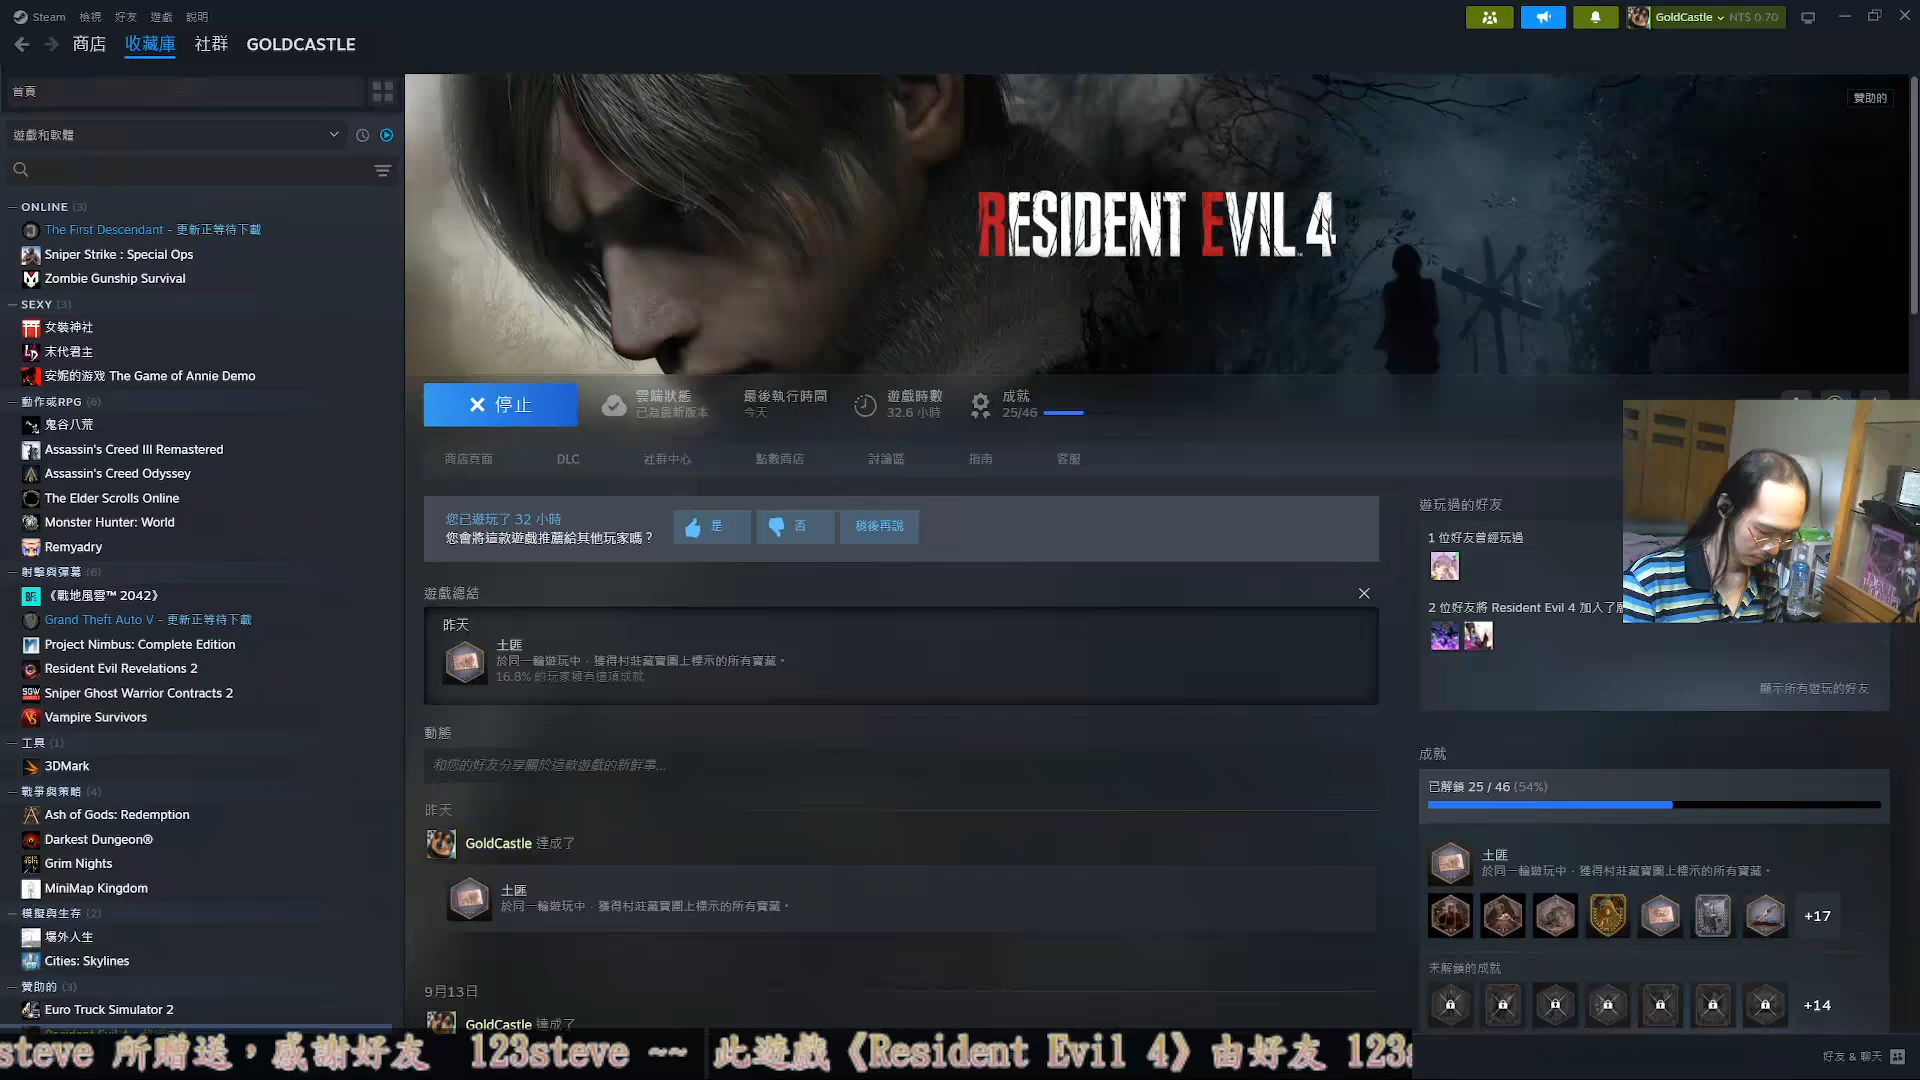 Steam 檢視 好友 遊戲 說明
GoldCastle NT$ 0.70
商店 收藏庫 社群 GOLDCASTLE
首頁
遊戲和軟體
ONLINE (3)
The First Descendant - 更新正等待下載
Sniper Strike : Special Ops
Zombie Gunship Survival
SEXY (3)
女裝神社
末代君主
安妮的游戏 The Game of Annie Demo
動作或RPG (6)
鬼谷八荒
Assassin's Creed III Remastered
Assassin's Creed Odyssey
The Elder Scrolls Online
Monster Hunter: World
Remyadry
射擊與彈幕 (6)
《戰地風雲™ 2042》
Grand Theft Auto V - 更新正等待下載
Project Nimbus: Complete Edition
Resident Evil Revelations 2
Sniper Ghost Warrior Contracts 2
Vampire Survivors
工具 (1)
3DMark
戰爭與策略 (4)
Ash of Gods: Redemption
Darkest Dungeon®
Grim Nights
MiniMap Kingdom
模擬與生存 (2)
場外人生
Cities: Skylines
贊助的 (3)
Euro Truck Simulator 2
贊助的
RESIDENT EVIL 4
停止
雲端狀態
已為最新版本
最後執行時間
今天
遊戲時數
32.6 小時
成就
25/46
商店頁面 DLC 社群中心 點數商店 討論區 指南 客服
您已遊玩了 32 小時
您會將這款遊戲推薦給其他玩家嗎？
是 否 稍後再說
遊戲總結
昨天
土匪
於同一輪遊玩中，獲得村莊藏寶圖上標示的所有寶藏。
16.8% 的玩家擁有這項成就
動態
和您的好友分享關於這款遊戲的新鮮事...
昨天
GoldCastle 達成了
土匪
於同一輪遊玩中，獲得村莊藏寶圖上標示的所有寶藏。
9月13日
GoldCastle 達成了
遊玩過的好友
1 位好友曾經玩過
2 位好友將 Resident Evil 4 加入了
顯示所有遊玩的好友
成就
已解鎖 25 / 46 (54%)
土匪
於同一輪遊玩中，獲得村莊藏寶圖上標示的所有寶藏。
+17
未解鎖的成就
+14
steve 所贈送，感謝好友 123steve ~~ 此遊戲《Resident Evil 4》由好友 123s
好友 & 聊天